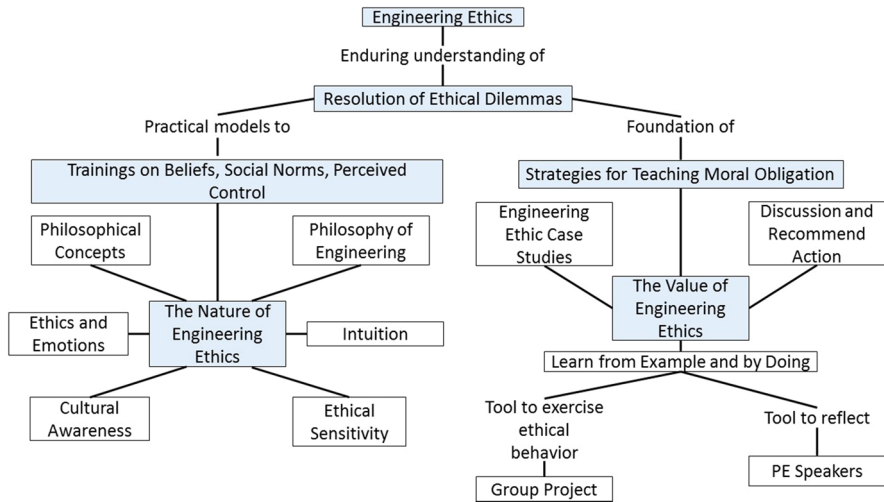 Engineering Ethics
Enduring understanding of
Resolution of Ethical Dilemmas
Practical models to
Trainings on Beliefs, Social Norms, Perceived
Control
Philosophical
Concepts
Philosophy of
Engineering
The Nature of
Engineering
Ethics
Ethics and
Emotions
Intuition
Cultural
Awareness
Ethical
Sensitivity
Foundation of
Strategies for Teaching Moral Obligation
Engineering
Ethic Case
Studies
Discussion and
Recommend
Action
The Value of
Engineering
Ethics
Learn from Example and by Doing
Tool to exercise
ethical
behavior
Group Project
Tool to reflect
PE Speakers